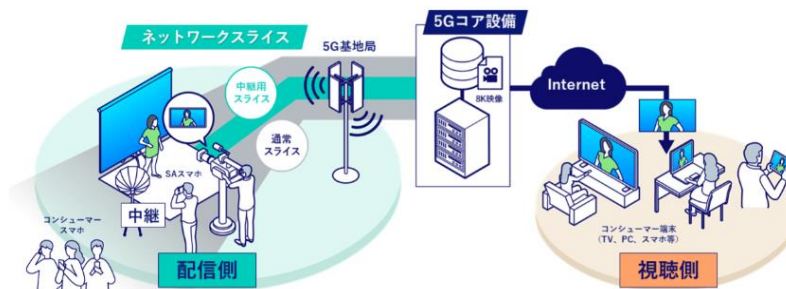 ネットワークスライス
5G基地局
5Gコア設備
中継用
スライス
通常
スライス
8K映像
Internet
SAスマホ
コンシューマー
スマホ
中継
配信側
コンシューマー端末
（TV、PC、スマホ等）
視聴側